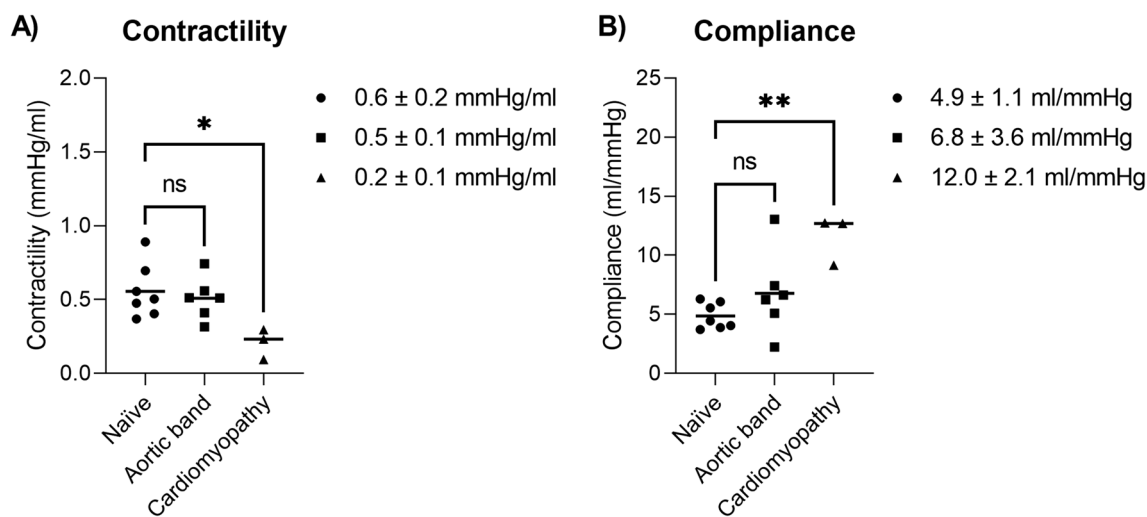 A) Contractility
Contractility (mmHg/ml)
2.0
1.5
1.0
0.5
0.0
*
ns
Naïve
Aortic band
Cardiomyopathy
0.6 ± 0.2 mmHg/ml
0.5 ± 0.1 mmHg/ml
0.2 ± 0.1 mmHg/ml
B) Compliance
Compliance (ml/mmHg)
25
20
15
10
5
0
**
ns
Naïve
Aortic band
Cardiomyopathy
4.9 ± 1.1 ml/mmHg
6.8 ± 3.6 ml/mmHg
12.0 ± 2.1 ml/mmHg